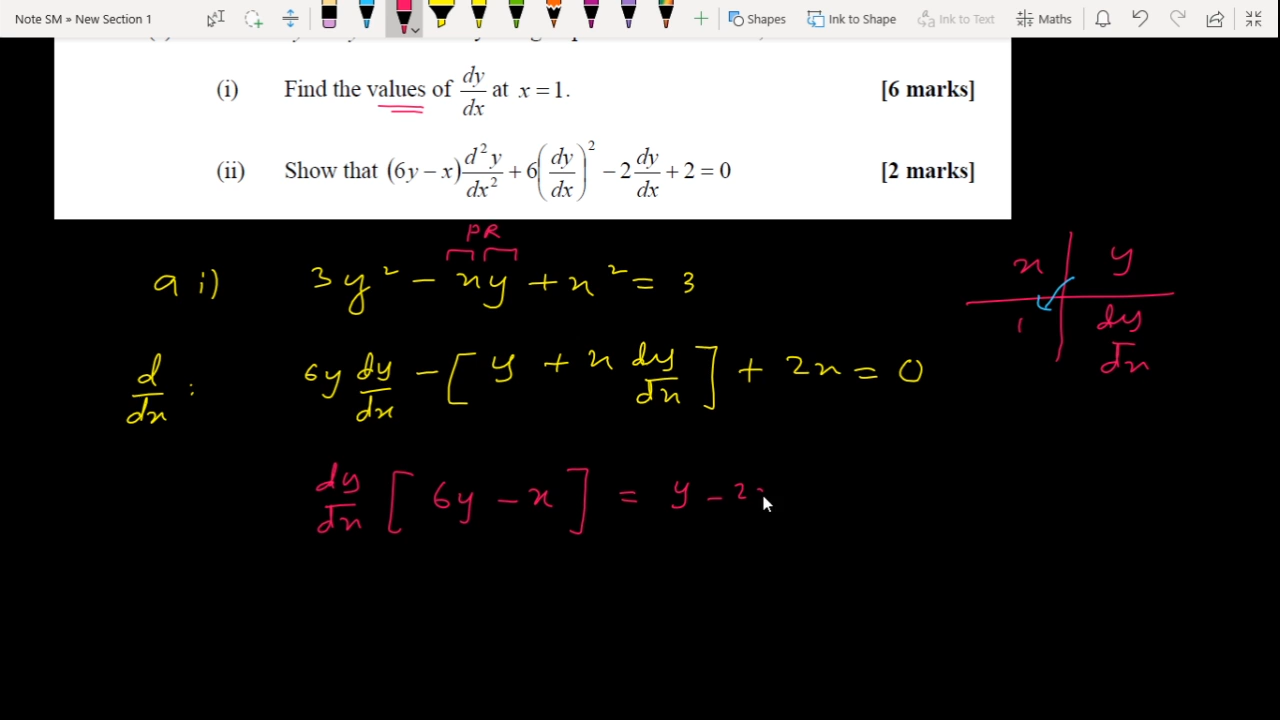 Note SM » New Section 1
Shapes
Ink to Shape
Ink to Text
Maths
(i) Find the values of dy/dx at x = 1. [6 marks]
(ii) Show that (6y − x) d²y/dx² + 6(dy/dx)² − 2 dy/dx + 2 = 0 [2 marks]
PR
a i) 3y² − xy + x² = 3
x | y
1 | dy/dx
d/dx : 6y dy/dx − [ y + x dy/dx ] + 2x = 0
dy/dx [ 6y − x ] = y − 2